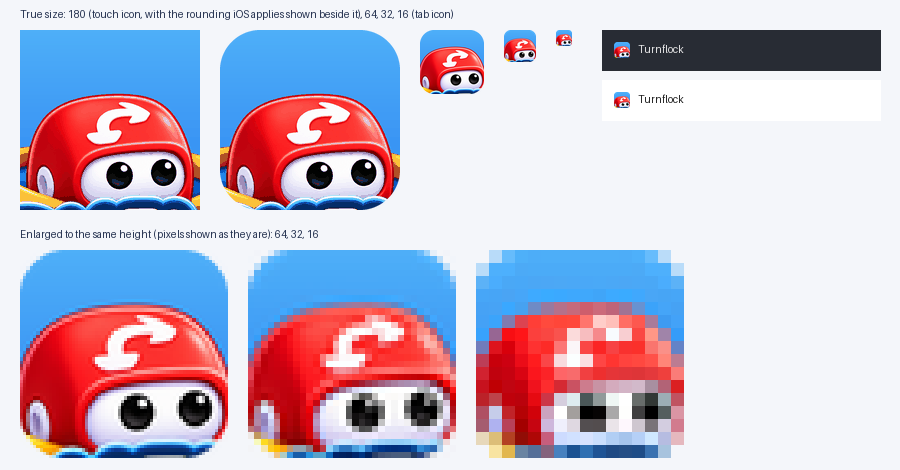 True size: 180 (touch icon, with the rounding iOS applies shown beside it), 64, 32, 16 (tab icon)
Turnflock
Turnflock
Enlarged to the same height (pixels shown as they are): 64, 32, 16